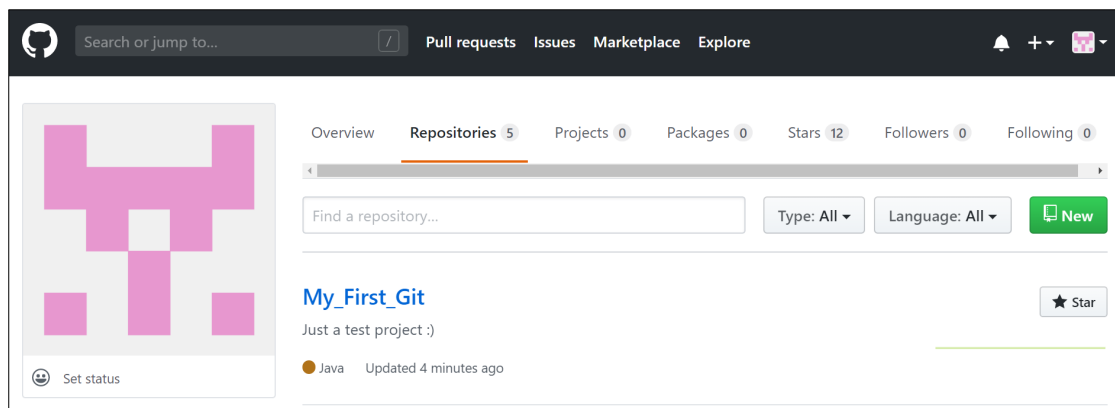 Search or jump to... / Pull requests Issues Marketplace Explore
Overview Repositories 5 Projects 0 Packages 0 Stars 12 Followers 0 Following 0
Find a repository... Type: All Language: All New
My_First_Git Star
Just a test project :)
Java Updated 4 minutes ago
Set status